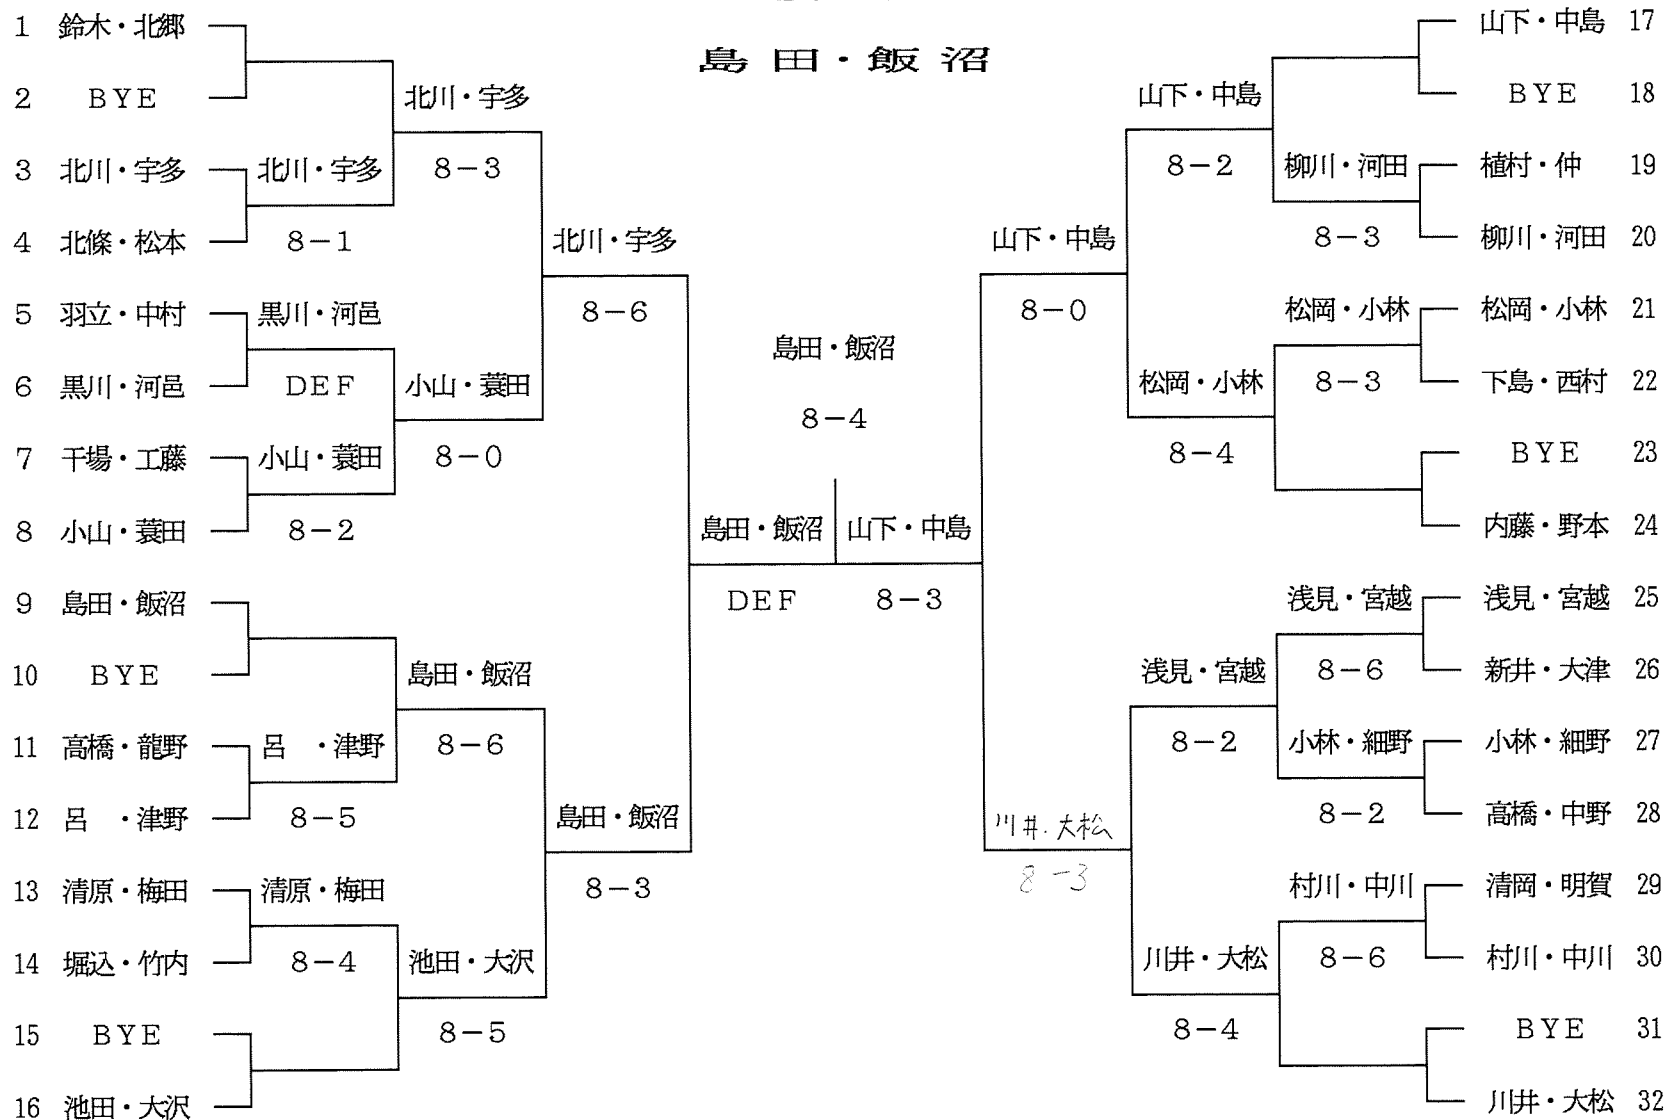 島田・飯沼
1 鈴木・北郷
2 BYE
3 北川・宇多
4 北條・松本
5 羽立・中村
6 黒川・河邑
7 干場・工藤
8 小山・蓑田
9 島田・飯沼
10 BYE
11 高橋・龍野
12 呂　・津野
13 清原・梅田
14 堀込・竹内
15 BYE
16 池田・大沢
北川・宇多
8-1
黒川・河邑
DEF
小山・蓑田
8-2
呂　・津野
8-5
清原・梅田
8-4
北川・宇多
8-3
小山・蓑田
8-0
島田・飯沼
8-6
池田・大沢
8-5
北川・宇多
8-6
島田・飯沼
8-3
島田・飯沼
DEF
島田・飯沼
8-4
山下・中島
8-3
山下・中島
8-0
川井・大松
8-3
山下・中島
8-2
松岡・小林
8-4
浅見・宮越
8-2
川井・大松
8-4
柳川・河田
8-3
松岡・小林
8-3
浅見・宮越
8-6
小林・細野
8-2
村川・中川
8-6
山下・中島 17
BYE 18
植村・仲 19
柳川・河田 20
松岡・小林 21
下島・西村 22
BYE 23
内藤・野本 24
浅見・宮越 25
新井・大津 26
小林・細野 27
高橋・中野 28
清岡・明賀 29
村川・中川 30
BYE 31
川井・大松 32